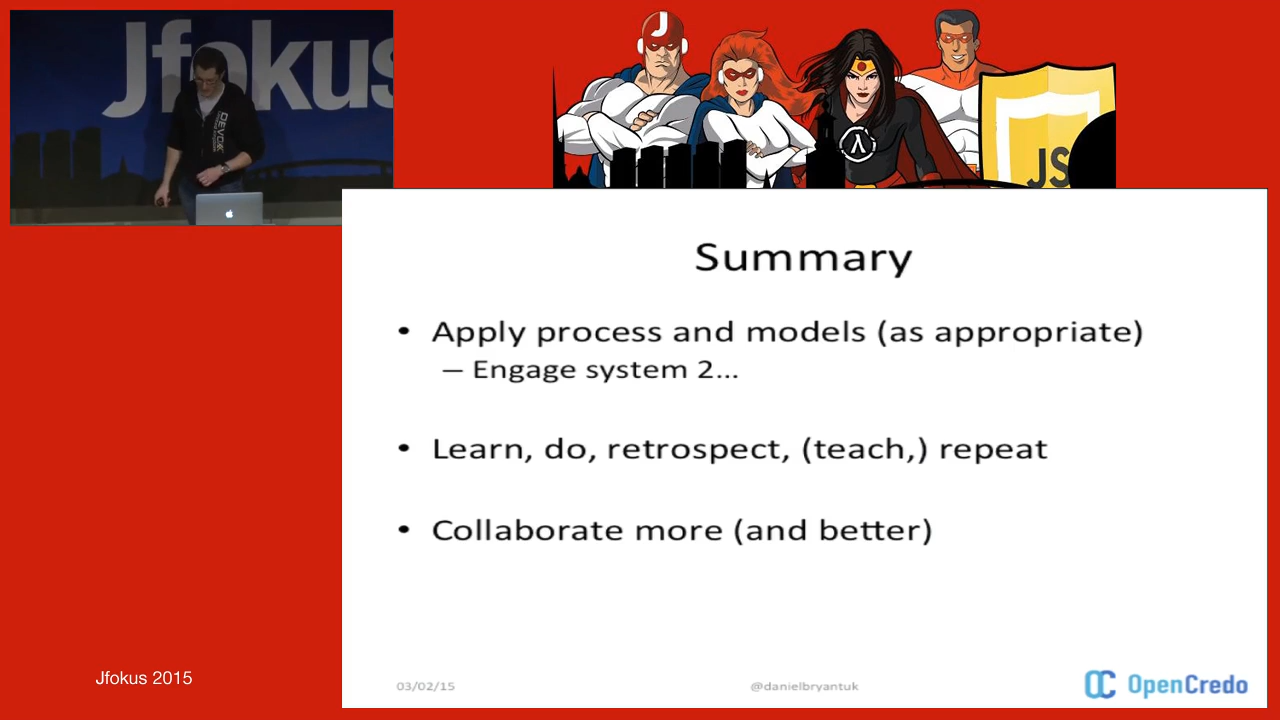 Jfokus
DEVOXX
J
λ
JS
Summary
• Apply process and models (as appropriate)
– Engage system 2...
• Learn, do, retrospect, (teach,) repeat
• Collaborate more (and better)
Jfokus 2015
03/02/15
@danielbryantuk
OpenCredo